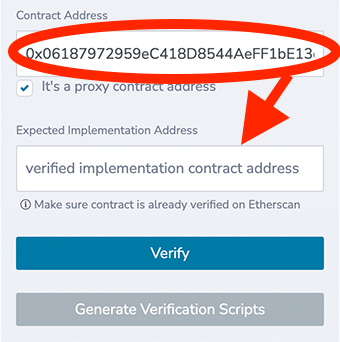 Contract Address
0x06187972959eC418D8544AeFF1bE13
It's a proxy contract address
Expected Implementation Address
verified implementation contract address
Make sure contract is already verified on Etherscan
Verify
Generate Verification Scripts